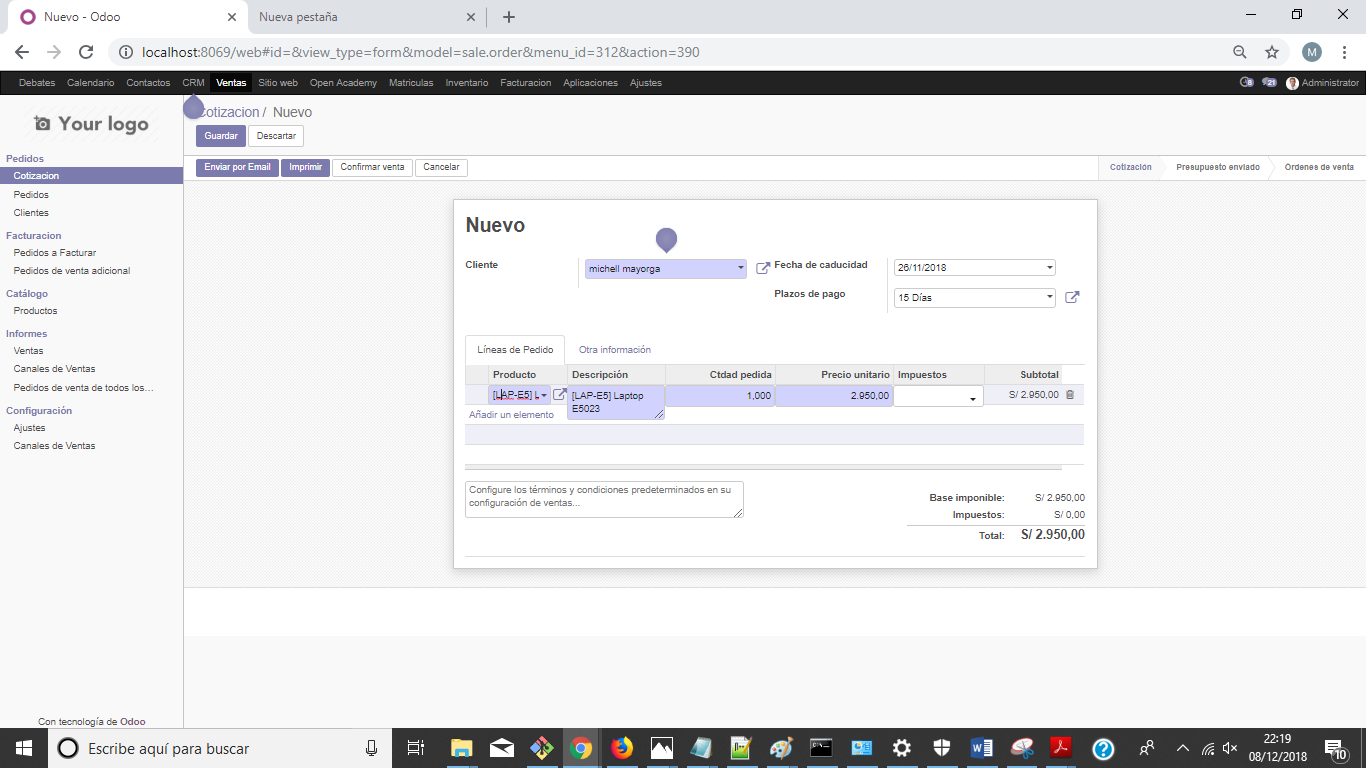 Nuevo - Odoo
Nueva pestaña
localhost:8069/web#id=&view_type=form&model=sale.order&menu_id=312&action=390
M
Debates Calendario Contactos CRM Ventas Sitio web Open Academy Matriculas Inventario Facturacion Aplicaciones Ajustes
8 21 Administrator
Your logo
Cotizacion / Nuevo
Guardar Descartar
Enviar por Email Imprimir Confirmar venta Cancelar
Cotización Presupuesto enviado Órdenes de venta
Pedidos
Cotizacion
Pedidos
Clientes
Facturacion
Pedidos a Facturar
Pedidos de venta adicional
Catálogo
Productos
Informes
Ventas
Canales de Ventas
Pedidos de venta de todos los...
Configuración
Ajustes
Canales de Ventas
Con tecnología de Odoo
Nuevo
Cliente michell mayorga Fecha de caducidad 26/11/2018
Plazos de pago 15 Días
Líneas de Pedido Otra información
Producto Descripción Ctdad pedida Precio unitario Impuestos Subtotal
[LAP-E5] L [LAP-E5] Laptop 1,000 2.950,00 S/ 2.950,00
E5023
Añadir un elemento
Configure los términos y condiciones predeterminados en su
configuración de ventas...
Base imponible: S/ 2.950,00
Impuestos: S/ 0,00
Total: S/ 2.950,00
Escribe aquí para buscar
22:19
08/12/2018
10